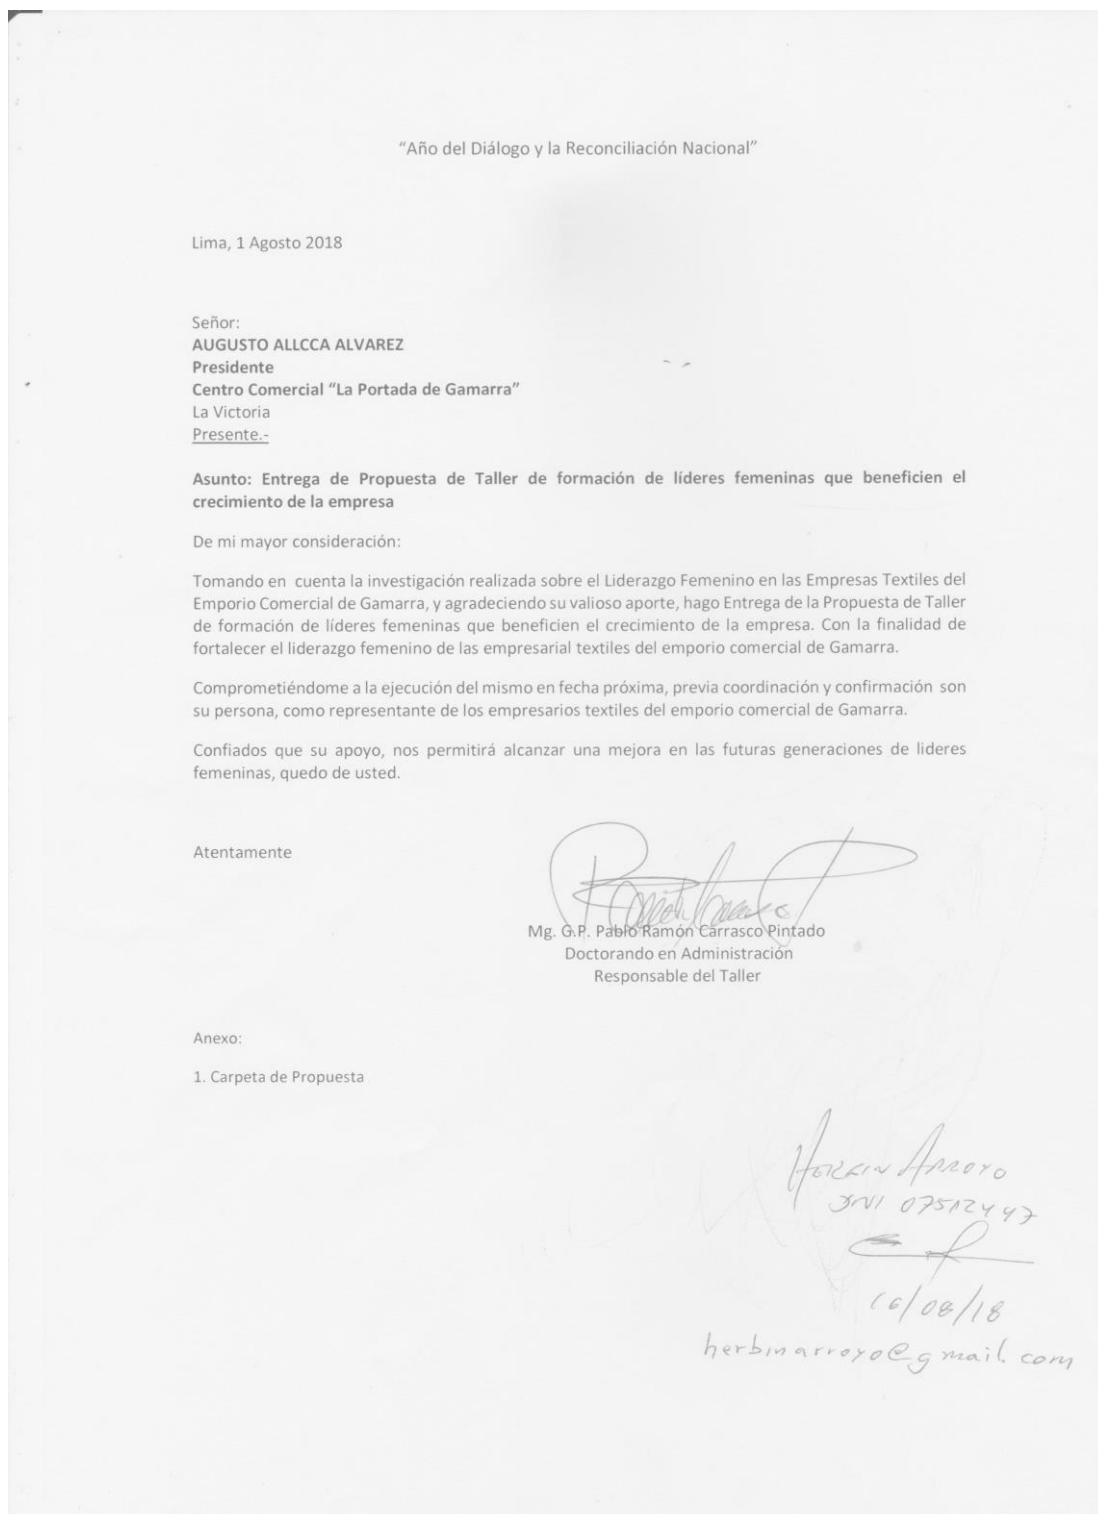 “Año del Diálogo y la Reconciliación Nacional”
Lima, 1 Agosto 2018
Señor:
AUGUSTO ALLCCA ALVAREZ
Presidente
Centro Comercial “La Portada de Gamarra”
La Victoria
Presente.-
Asunto: Entrega de Propuesta de Taller de formación de líderes femeninas que beneficien el
crecimiento de la empresa
De mi mayor consideración:
Tomando en cuenta la investigación realizada sobre el Liderazgo Femenino en las Empresas Textiles del
Emporio Comercial de Gamarra, y agradeciendo su valioso aporte, hago Entrega de la Propuesta de Taller
de formación de líderes femeninas que beneficien el crecimiento de la empresa. Con la finalidad de
fortalecer el liderazgo femenino de las empresarial textiles del emporio comercial de Gamarra.
Comprometiéndome a la ejecución del mismo en fecha próxima, previa coordinación y confirmación son
su persona, como representante de los empresarios textiles del emporio comercial de Gamarra.
Confiados que su apoyo, nos permitirá alcanzar una mejora en las futuras generaciones de lideres
femeninas, quedo de usted.
Atentamente
Mg. G.P. Pablo Ramón Carrasco Pintado
Doctorando en Administración
Responsable del Taller
Anexo:
1. Carpeta de Propuesta
Arroyo
DNI 07512447
16/08/18
herbinarroyo@gmail.com